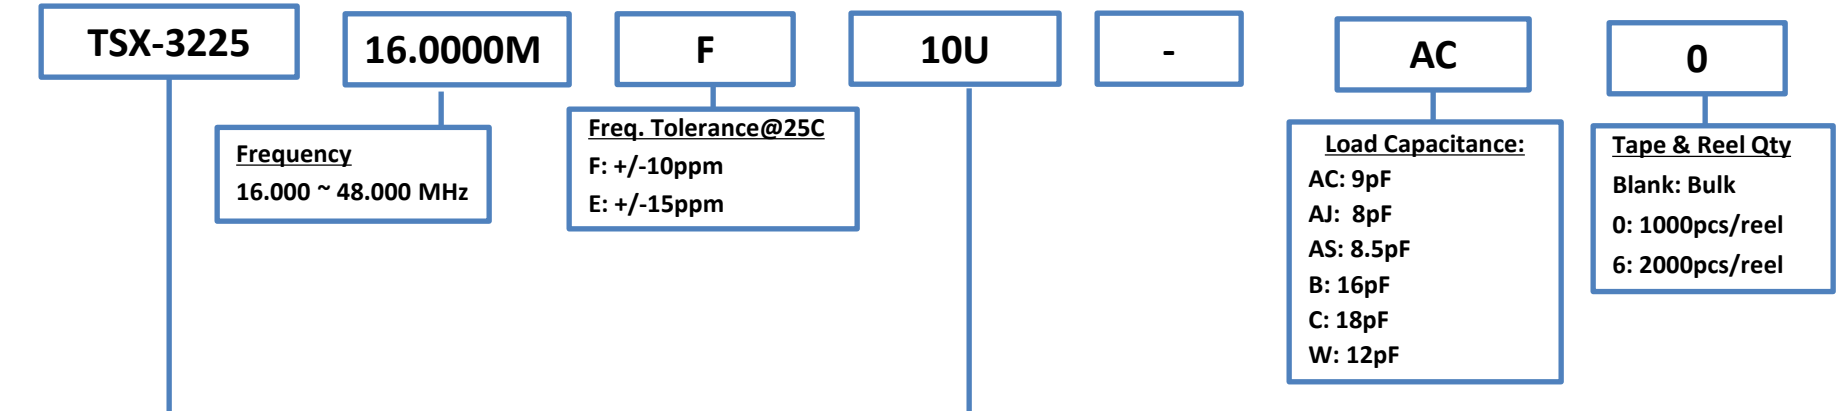 TSX-3225
16.0000M
F
10U
-
AC
0
Frequency
16.000 ~ 48.000 MHz
Freq. Tolerance@25C
F: +/-10ppm
E: +/-15ppm
Load Capacitance:
AC: 9pF
AJ: 8pF
AS: 8.5pF
B: 16pF
C: 18pF
W: 12pF
Tape & Reel Qty
Blank: Bulk
0: 1000pcs/reel
6: 2000pcs/reel